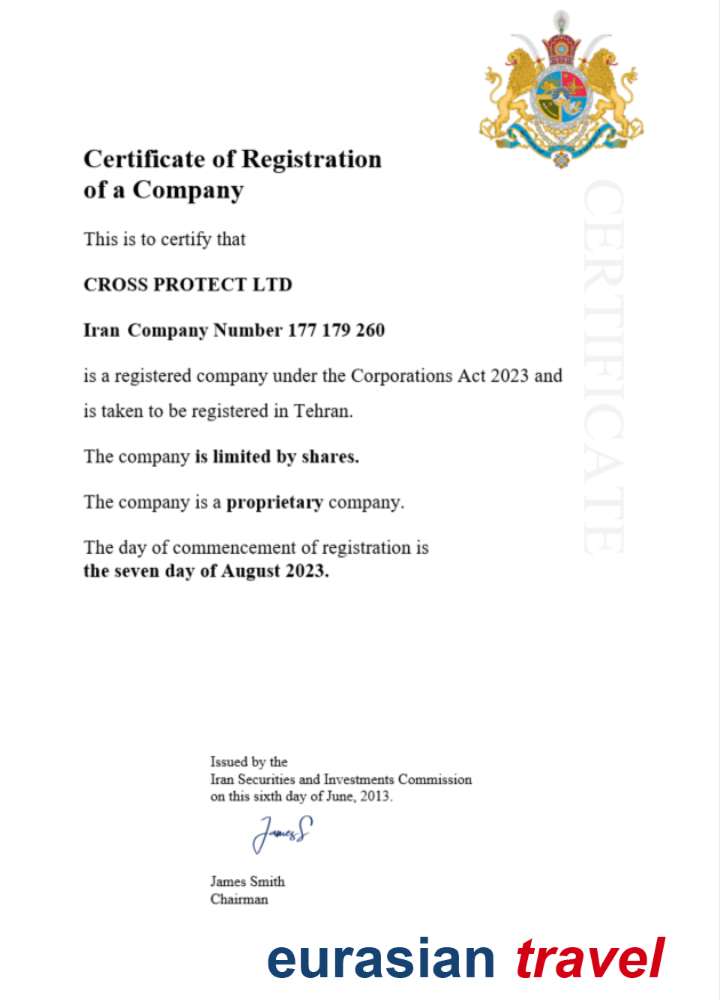 Certificate of Registration
of a Company
This is to certify that
CROSS PROTECT LTD
Iran Company Number 177 179 260
is a registered company under the Corporations Act 2023 and
is taken to be registered in Tehran.
The company is limited by shares.
The company is a proprietary company.
The day of commencement of registration is
the seven day of August 2023.
CERTIFICATE
Issued by the
Iran Securities and Investments Commission
on this sixth day of June, 2013.
JamesS
James Smith
Chairman
eurasian travel